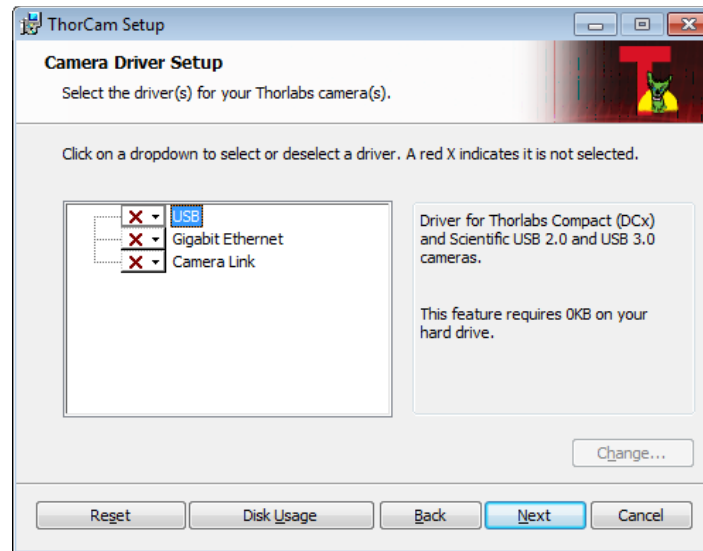 ThorCam Setup
Camera Driver Setup
Select the driver(s) for your Thorlabs camera(s).
Click on a dropdown to select or deselect a driver. A red X indicates it is not selected.
USB
Gigabit Ethernet
Camera Link
Driver for Thorlabs Compact (DCx)
and Scientific USB 2.0 and USB 3.0
cameras.
This feature requires 0KB on your
hard drive.
Change...
Reset Disk Usage Back Next Cancel